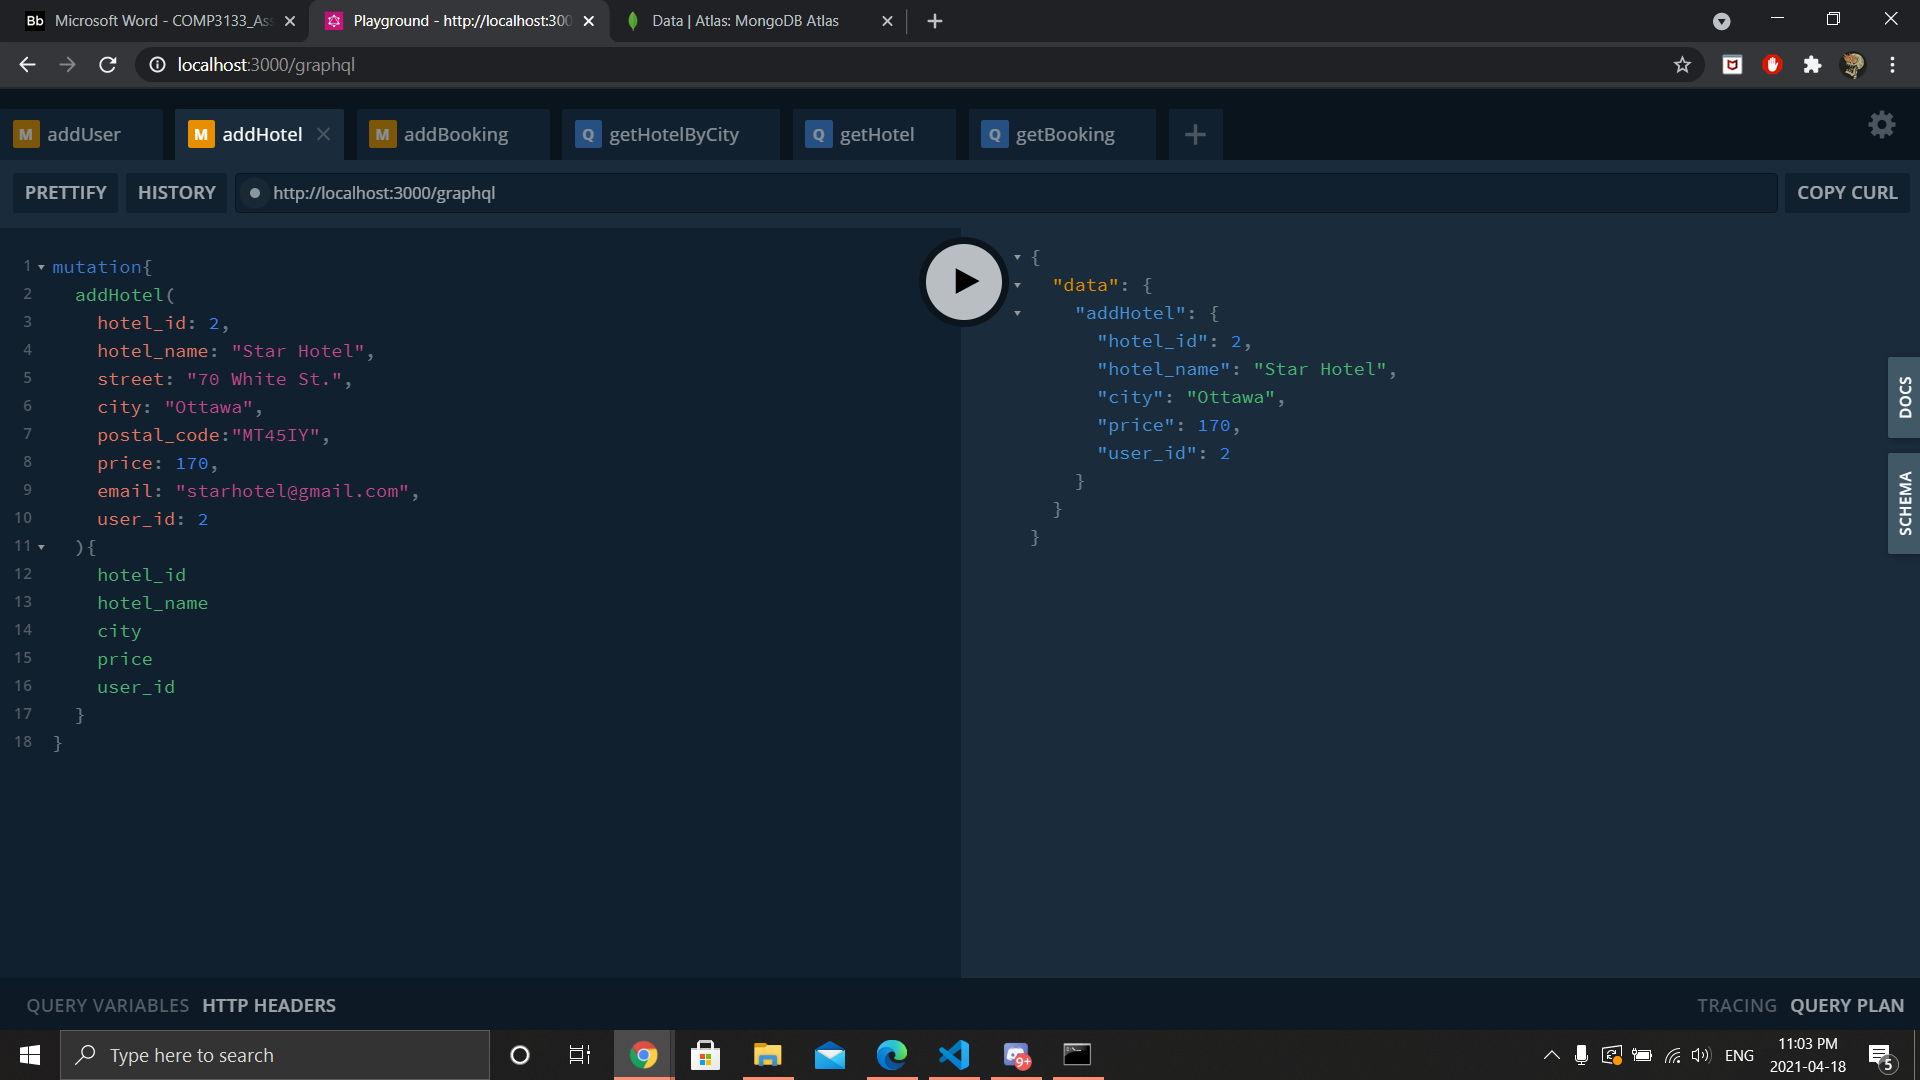 Bb Microsoft Word - COMP3133_Ass
Playground - http://localhost:300
Data | Atlas: MongoDB Atlas
localhost:3000/graphql
M addUser
M addHotel
M addBooking
Q getHotelByCity
Q getHotel
Q getBooking
PRETTIFY
HISTORY
http://localhost:3000/graphql
COPY CURL
1 mutation{
2 addHotel(
3 hotel_id: 2,
4 hotel_name: "Star Hotel",
5 street: "70 White St.",
6 city: "Ottawa",
7 postal_code:"MT45IY",
8 price: 170,
9 email: "starhotel@gmail.com",
10 user_id: 2
11 ){
12 hotel_id
13 hotel_name
14 city
15 price
16 user_id
17 }
18 }
{
"data": {
"addHotel": {
"hotel_id": 2,
"hotel_name": "Star Hotel",
"city": "Ottawa",
"price": 170,
"user_id": 2
}
}
}
DOCS
SCHEMA
QUERY VARIABLES
HTTP HEADERS
TRACING
QUERY PLAN
Type here to search
9+
ENG
11:03 PM
2021-04-18
5